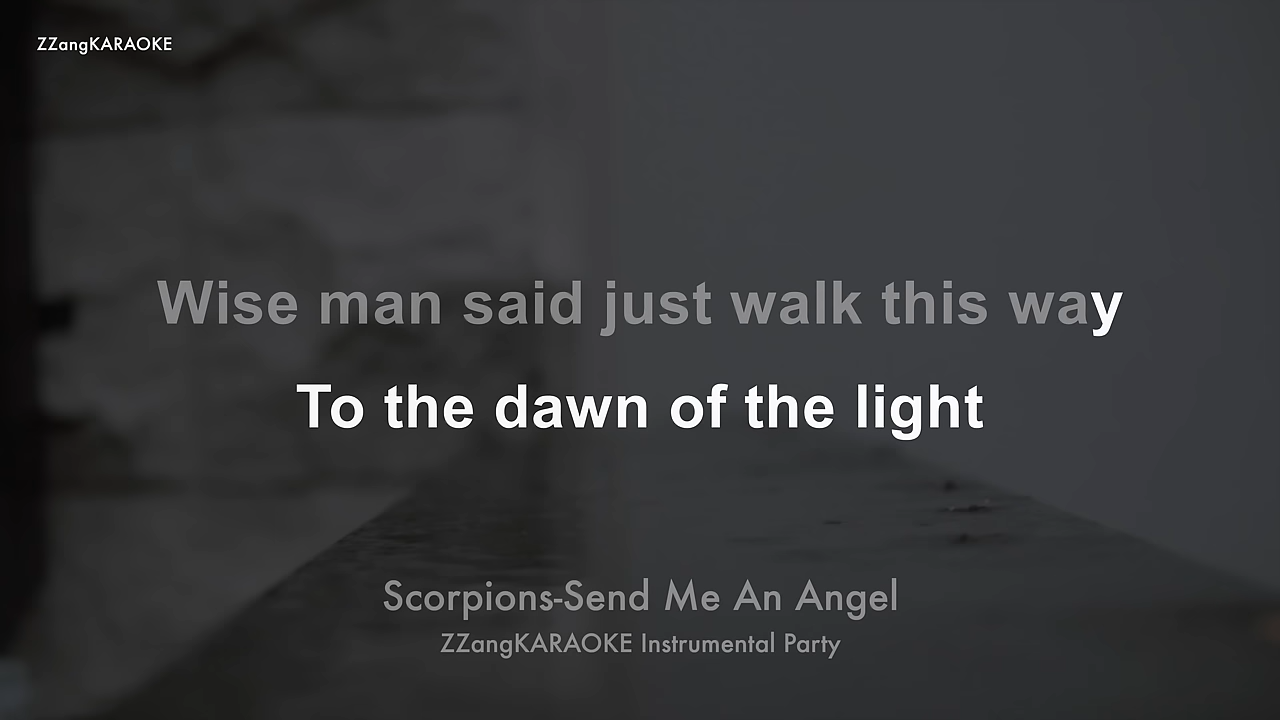 ZZangKARAOKE
Wise man said just walk this way
To the dawn of the light
Scorpions-Send Me An Angel
ZZangKARAOKE Instrumental Party